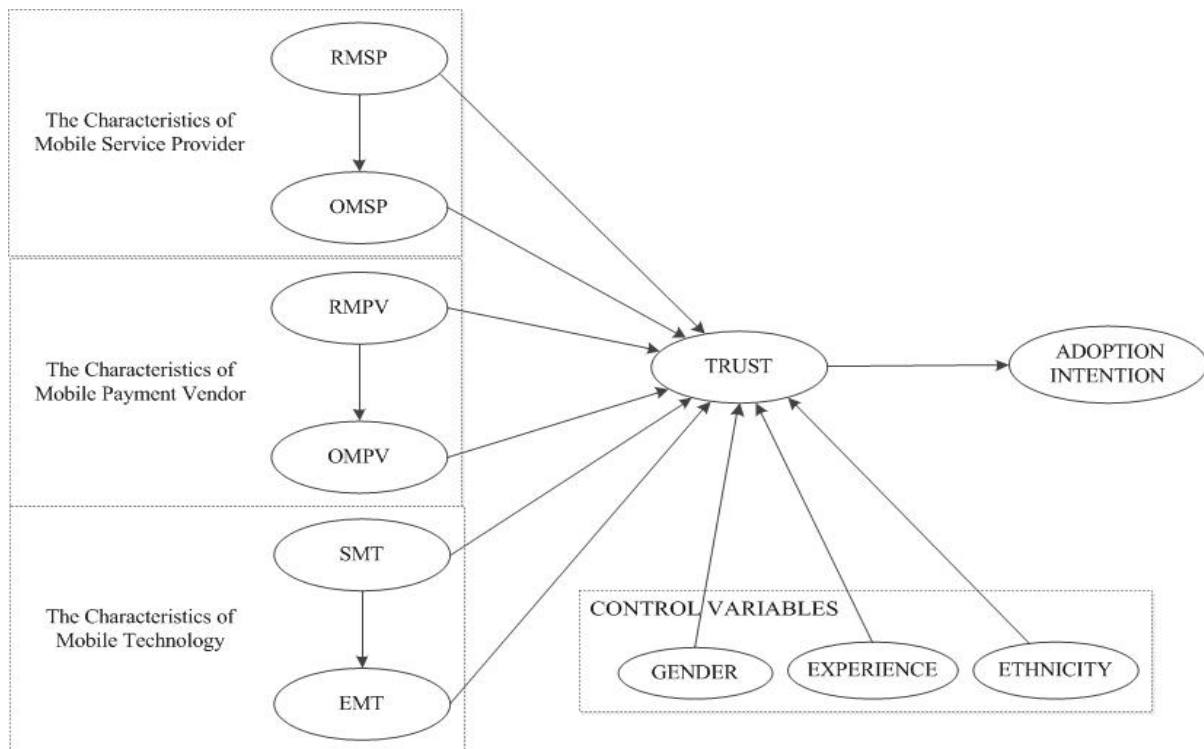 RMSP
The Characteristics of
Mobile Service Provider
OMSP
RMPV
The Characteristics of
Mobile Payment Vendor
OMPV
TRUST
ADOPTION
INTENTION
SMT
The Characteristics of
Mobile Technology
EMT
CONTROL VARIABLES
GENDER
EXPERIENCE
ETHNICITY